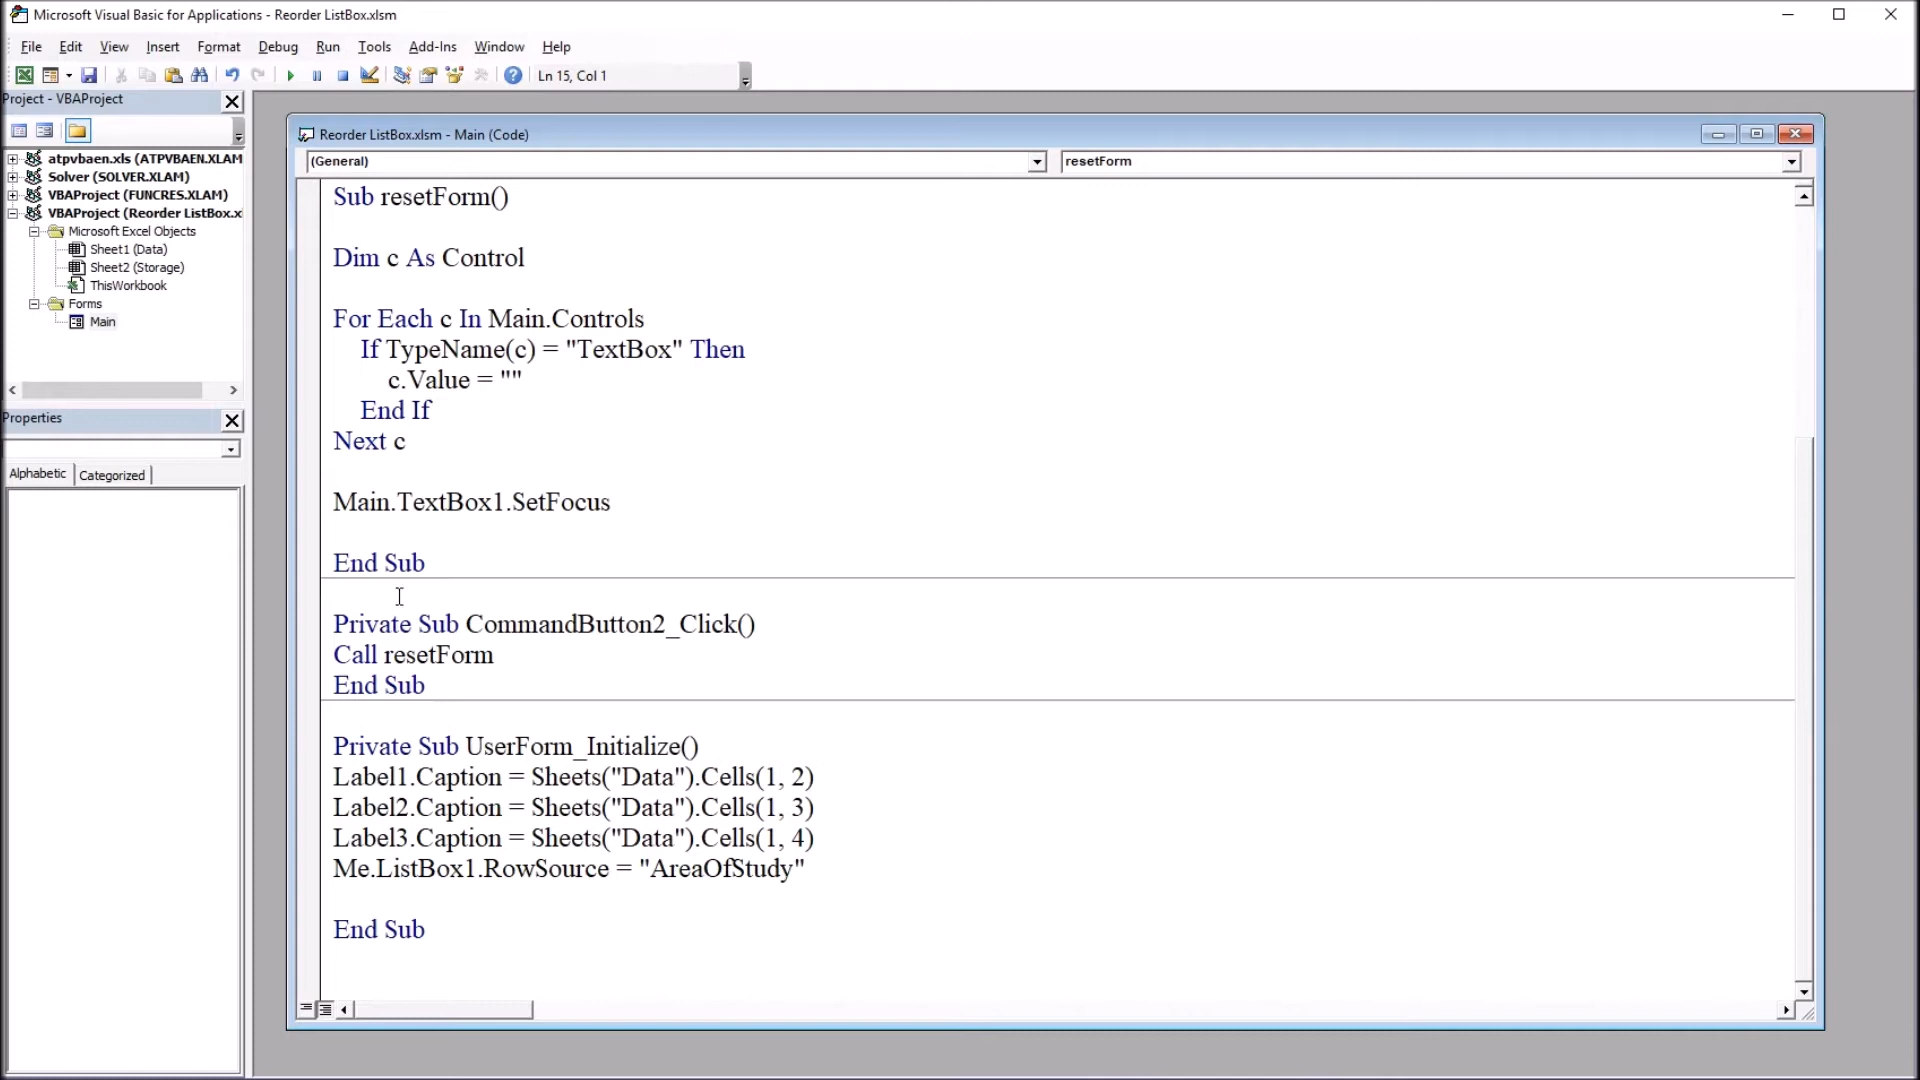 Microsoft Visual Basic for Applications - Reorder ListBox.xlsm
File Edit View Insert Format Debug Run Tools Add-Ins Window Help
Ln 15, Col 1
Project - VBAProject
atpvbaen.xls (ATPVBAEN.XLAM
Solver (SOLVER.XLAM)
VBAProject (FUNCRES.XLAM)
VBAProject (Reorder ListBox.xl
Microsoft Excel Objects
Sheet1 (Data)
Sheet2 (Storage)
ThisWorkbook
Forms
Main
Properties
Alphabetic Categorized
Reorder ListBox.xlsm - Main (Code)
(General) resetForm
Sub resetForm()
Dim c As Control
For Each c In Main.Controls
If TypeName(c) = "TextBox" Then
c.Value = ""
End If
Next c
Main.TextBox1.SetFocus
End Sub
Private Sub CommandButton2_Click()
Call resetForm
End Sub
Private Sub UserForm_Initialize()
Label1.Caption = Sheets("Data").Cells(1, 2)
Label2.Caption = Sheets("Data").Cells(1, 3)
Label3.Caption = Sheets("Data").Cells(1, 4)
Me.ListBox1.RowSource = "AreaOfStudy"
End Sub